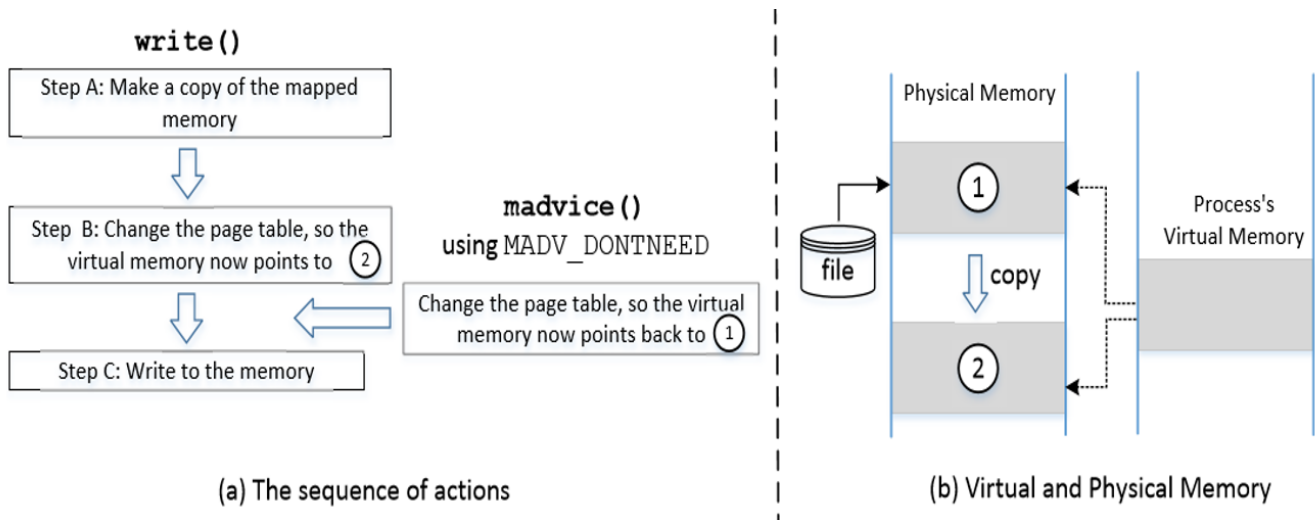 write()
Step A: Make a copy of the mapped
memory
Step B: Change the page table, so the
virtual memory now points to 2
Step C: Write to the memory
madvice()
using MADV_DONTNEED
Change the page table, so the virtual
memory now points back to 1
(a) The sequence of actions
Physical Memory
1
file
copy
2
Process's
Virtual Memory
(b) Virtual and Physical Memory